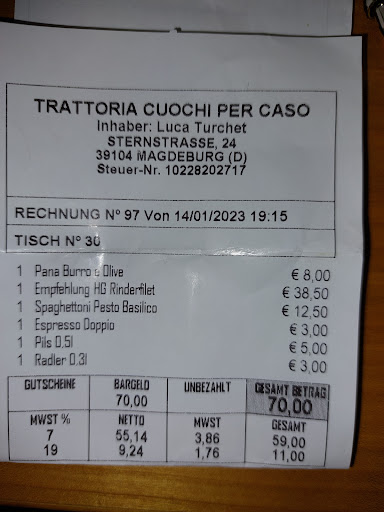 TRATTORIA CUOCHI PER CASO
Inhaber: Luca Turchet
STERNSTRASSE, 24
39104 MAGDEBURG (D)
Steuer-Nr. 10228202717
RECHNUNG N° 97 Von 14/01/2023 19:15
TISCH N° 30
1 Pana Burro e Olive € 8,00
1 Empfehlung HG Rinderfilet € 38,50
1 Spaghettoni Pesto Basilico € 12,50
1 Espresso Doppio € 3,00
1 Pils 0,5l € 5,00
1 Radler 0,3l € 3,00
GUTSCHEINE BARGELD UNBEZAHLT GESAMT BETRAG
70,00 70,00
MWST % NETTO MWST GESAMT
7 55,14 3,86 59,00
19 9,24 1,76 11,00